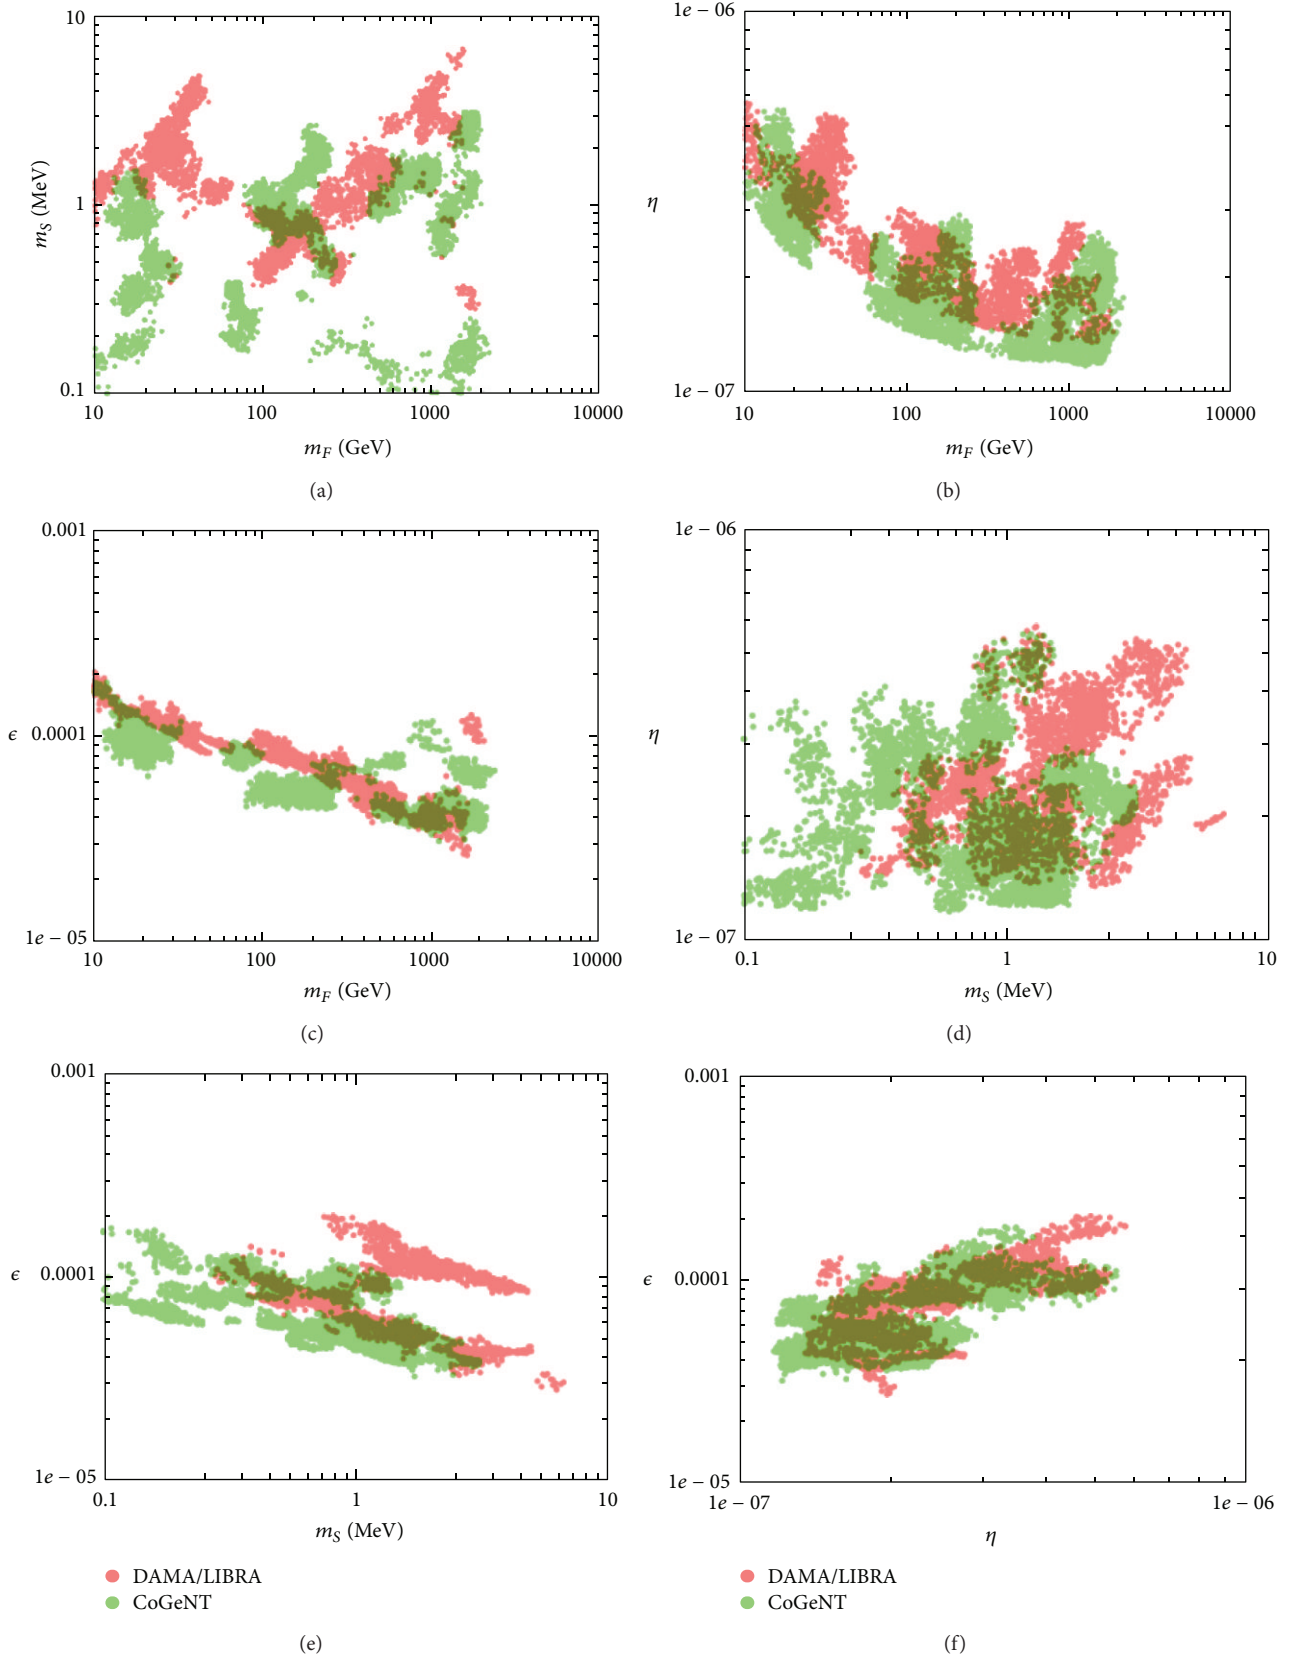 10
1
0.1
m_S (MeV)
10
100
1000
10000
m_F (GeV)
(a)
1e − 06
η
1e − 07
10
100
1000
10000
m_F (GeV)
(b)
0.001
ϵ
0.0001
1e − 05
10
100
1000
10000
m_F (GeV)
(c)
1e − 06
η
1e − 07
0.1
1
10
m_S (MeV)
(d)
0.001
ϵ
0.0001
1e − 05
0.1
1
10
m_S (MeV)
DAMA/LIBRA
CoGeNT
(e)
0.001
ϵ
0.0001
1e − 05
1e − 07
1e − 06
η
DAMA/LIBRA
CoGeNT
(f)